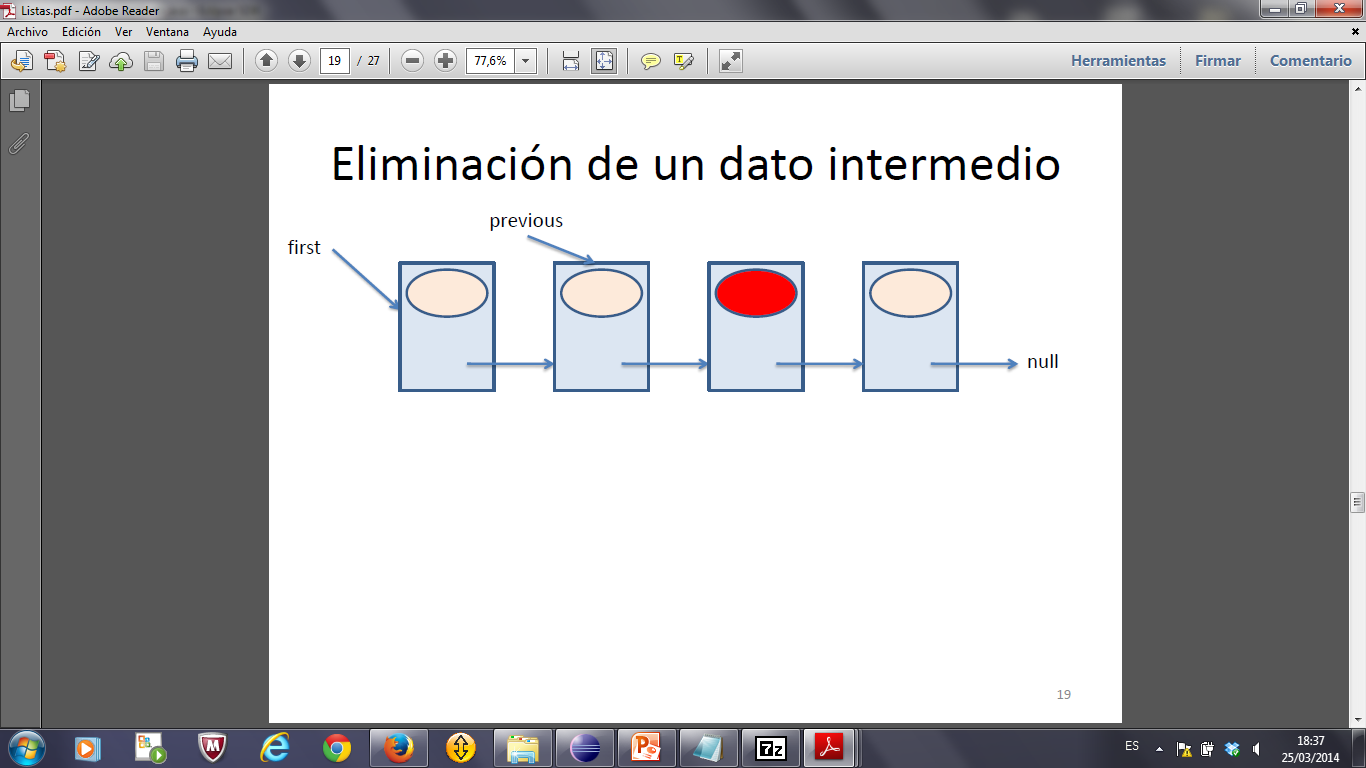 Listas.pdf - Adobe Reader
Archivo Edición Ver Ventana Ayuda
19 / 27 77,6% Herramientas Firmar Comentario
Eliminación de un dato intermedio
previous
first
null
19
ES 18:37
25/03/2014